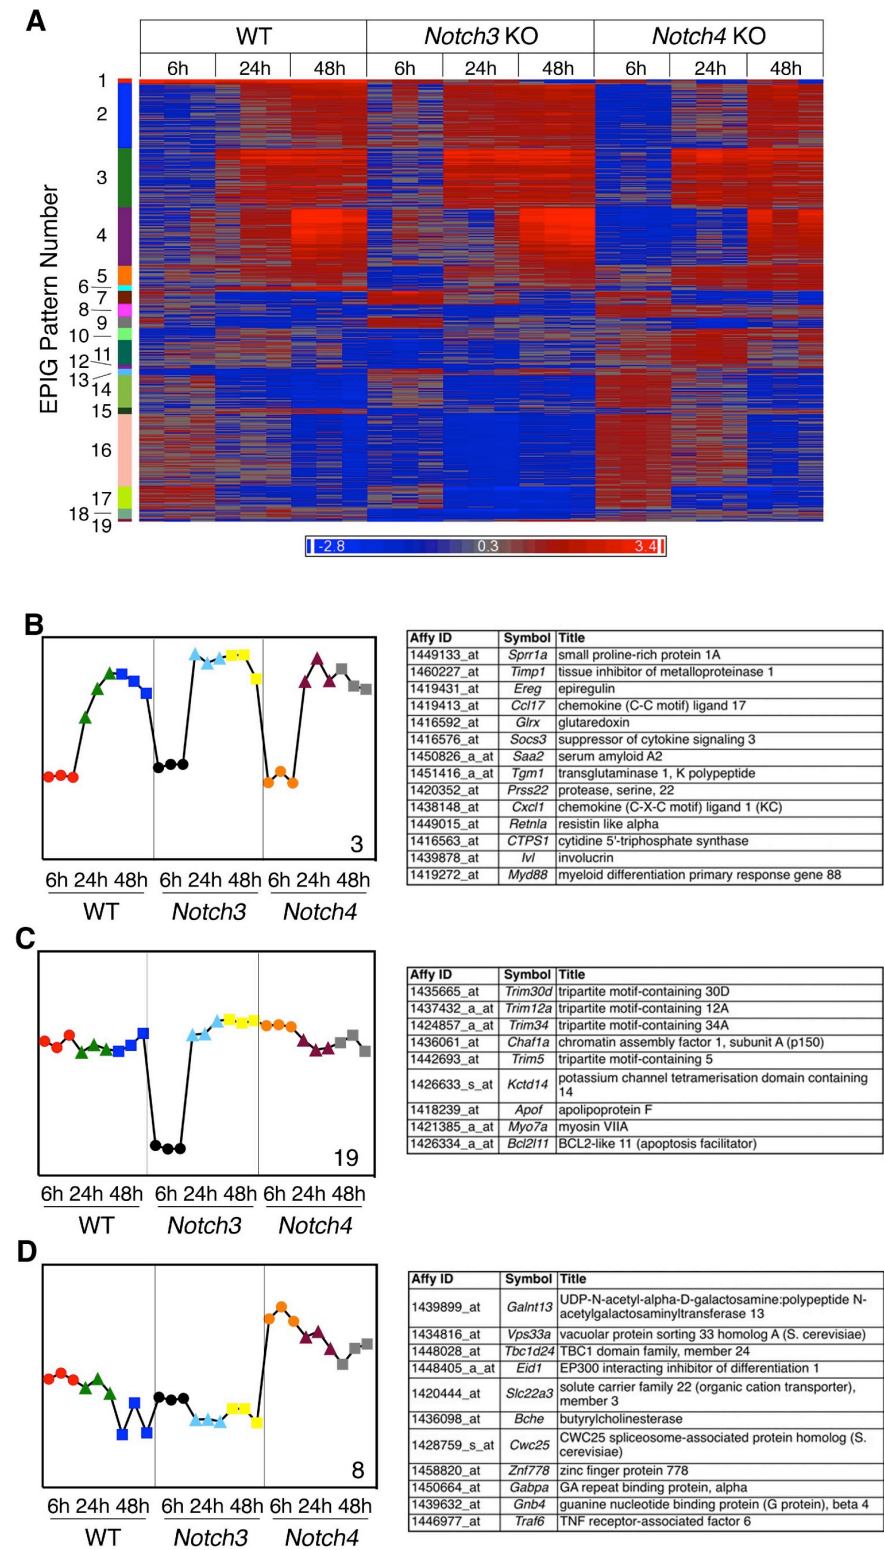 A
WT Notch3 KO Notch4 KO
6h 24h 48h 6h 24h 48h 6h 24h 48h
EPIG Pattern Number
1
2
3
4
5
6
7
8
9
10
11
12
13
14
15
16
17
18
19
-2.8 0.3 3.4
B
3
6h 24h 48h 6h 24h 48h 6h 24h 48h
WT Notch3 Notch4
Affy ID Symbol Title
1449133_at Sprr1a small proline-rich protein 1A
1460227_at Timp1 tissue inhibitor of metalloproteinase 1
1419431_at Ereg epiregulin
1419413_at Ccl17 chemokine (C-C motif) ligand 17
1416592_at Glrx glutaredoxin
1416576_at Socs3 suppressor of cytokine signaling 3
1450826_a_at Saa2 serum amyloid A2
1451416_a_at Tgm1 transglutaminase 1, K polypeptide
1420352_at Prss22 protease, serine, 22
1438148_at Cxcl1 chemokine (C-X-C motif) ligand 1 (KC)
1449015_at Retnla resistin like alpha
1416563_at CTPS1 cytidine 5'-triphosphate synthase
1439878_at Ivl involucrin
1419272_at Myd88 myeloid differentiation primary response gene 88
C
19
6h 24h 48h 6h 24h 48h 6h 24h 48h
WT Notch3 Notch4
Affy ID Symbol Title
1435665_at Trim30d tripartite motif-containing 30D
1437432_a_at Trim12a tripartite motif-containing 12A
1424857_a_at Trim34 tripartite motif-containing 34A
1436061_at Chaf1a chromatin assembly factor 1, subunit A (p150)
1442693_at Trim5 tripartite motif-containing 5
1426633_s_at Kctd14 potassium channel tetramerisation domain containing
14
1418239_at Apof apolipoprotein F
1421385_a_at Myo7a myosin VIIA
1426334_a_at Bcl2l11 BCL2-like 11 (apoptosis facilitator)
D
8
6h 24h 48h 6h 24h 48h 6h 24h 48h
WT Notch3 Notch4
Affy ID Symbol Title
1439899_at Galnt13 UDP-N-acetyl-alpha-D-galactosamine:polypeptide N-
acetylgalactosaminyltransferase 13
1434816_at Vps33a vacuolar protein sorting 33 homolog A (S. cerevisiae)
1448028_at Tbc1d24 TBC1 domain family, member 24
1448405_a_at Eid1 EP300 interacting inhibitor of differentiation 1
1420444_at Slc22a3 solute carrier family 22 (organic cation transporter),
member 3
1436098_at Bche butyrylcholinesterase
1428759_s_at Cwc25 CWC25 spliceosome-associated protein homolog (S.
cerevisiae)
1458820_at Znf778 zinc finger protein 778
1450664_at Gabpa GA repeat binding protein, alpha
1439632_at Gnb4 guanine nucleotide binding protein (G protein), beta 4
1446977_at Traf6 TNF receptor-associated factor 6